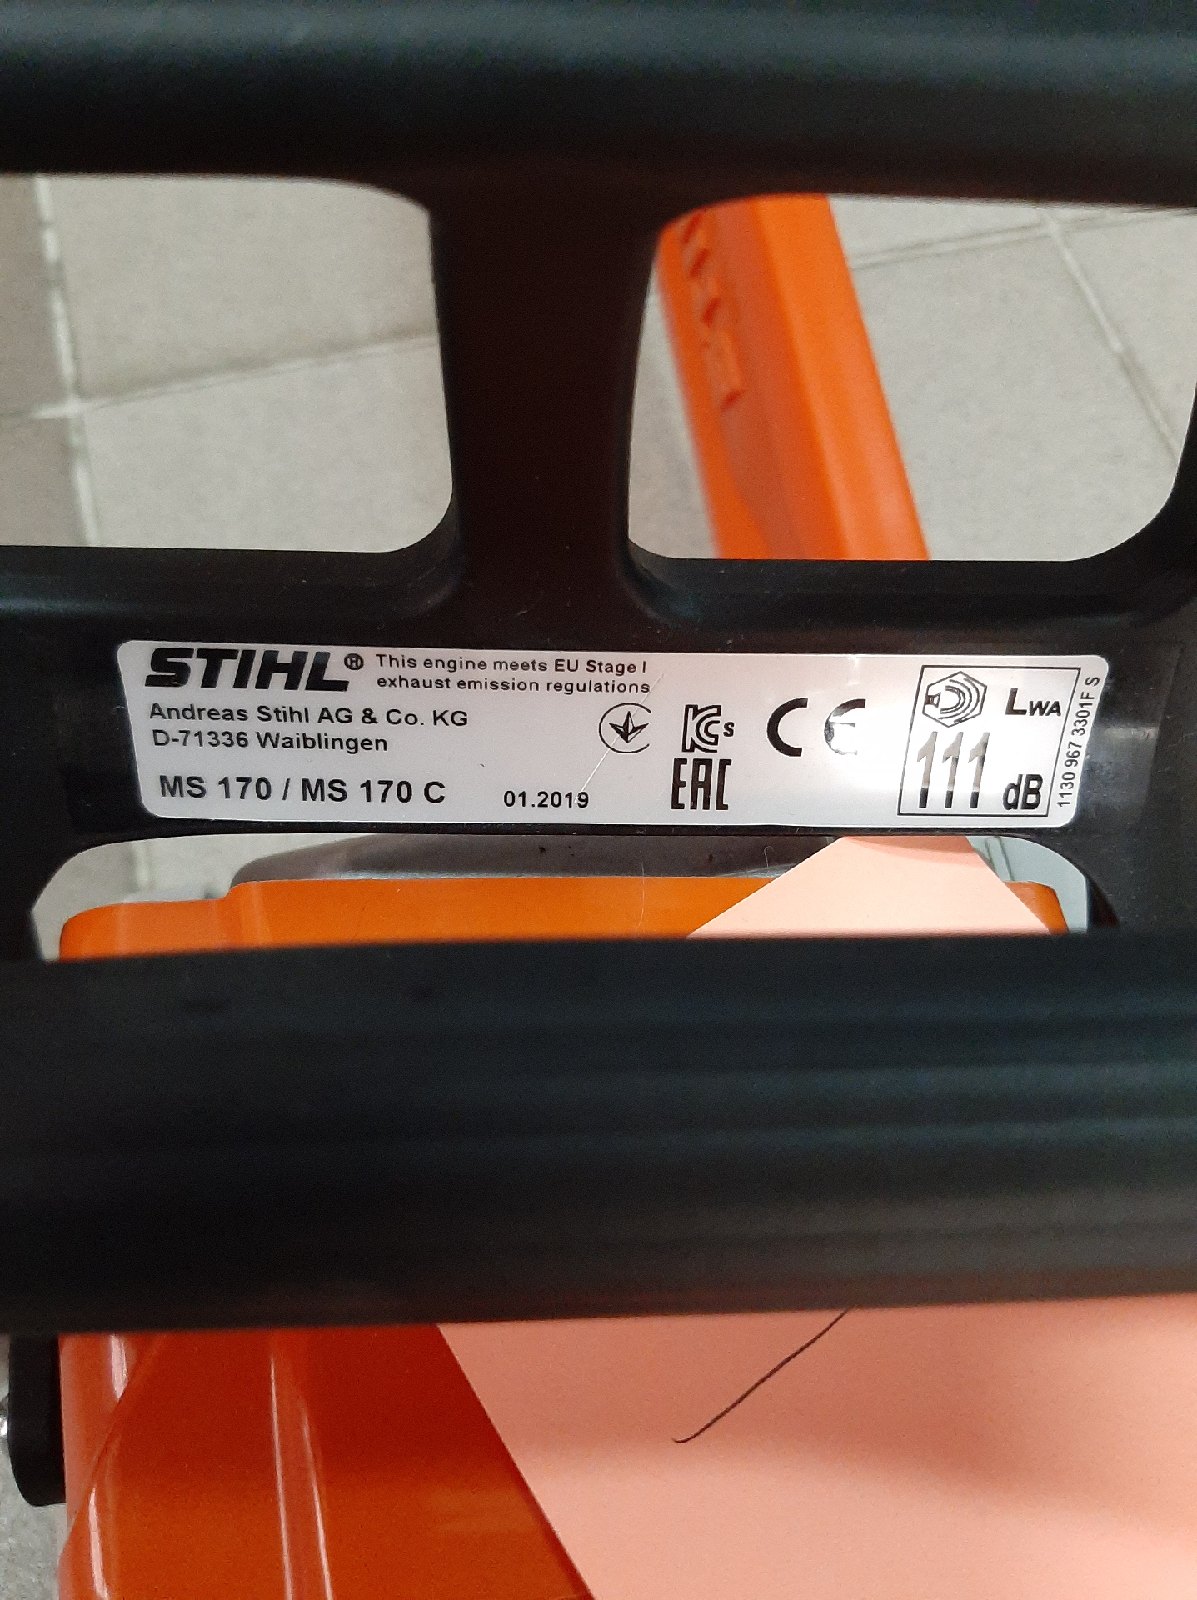 STIHL®
This engine meets EU Stage I
exhaust emission regulations
Andreas Stihl AG & Co. KG
D-71336 Waiblingen
MS 170 / MS 170 C
01.2019
KC s
EAC
CE
LWA
111 dB
1130 967 3301F S